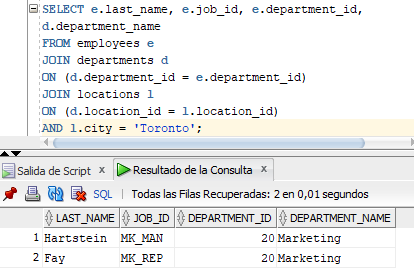 SELECT e.last_name, e.job_id, e.department_id,
d.department_name
FROM employees e
JOIN departments d
ON (d.department_id = e.department_id)
JOIN locations l
ON (d.location_id = l.location_id)
AND l.city = 'Toronto';
Salida de Script x Resultado de la Consulta x
SQL | Todas las Filas Recuperadas: 2 en 0,01 segundos
LAST_NAME JOB_ID DEPARTMENT_ID DEPARTMENT_NAME
1 Hartstein MK_MAN 20 Marketing
2 Fay MK_REP 20 Marketing